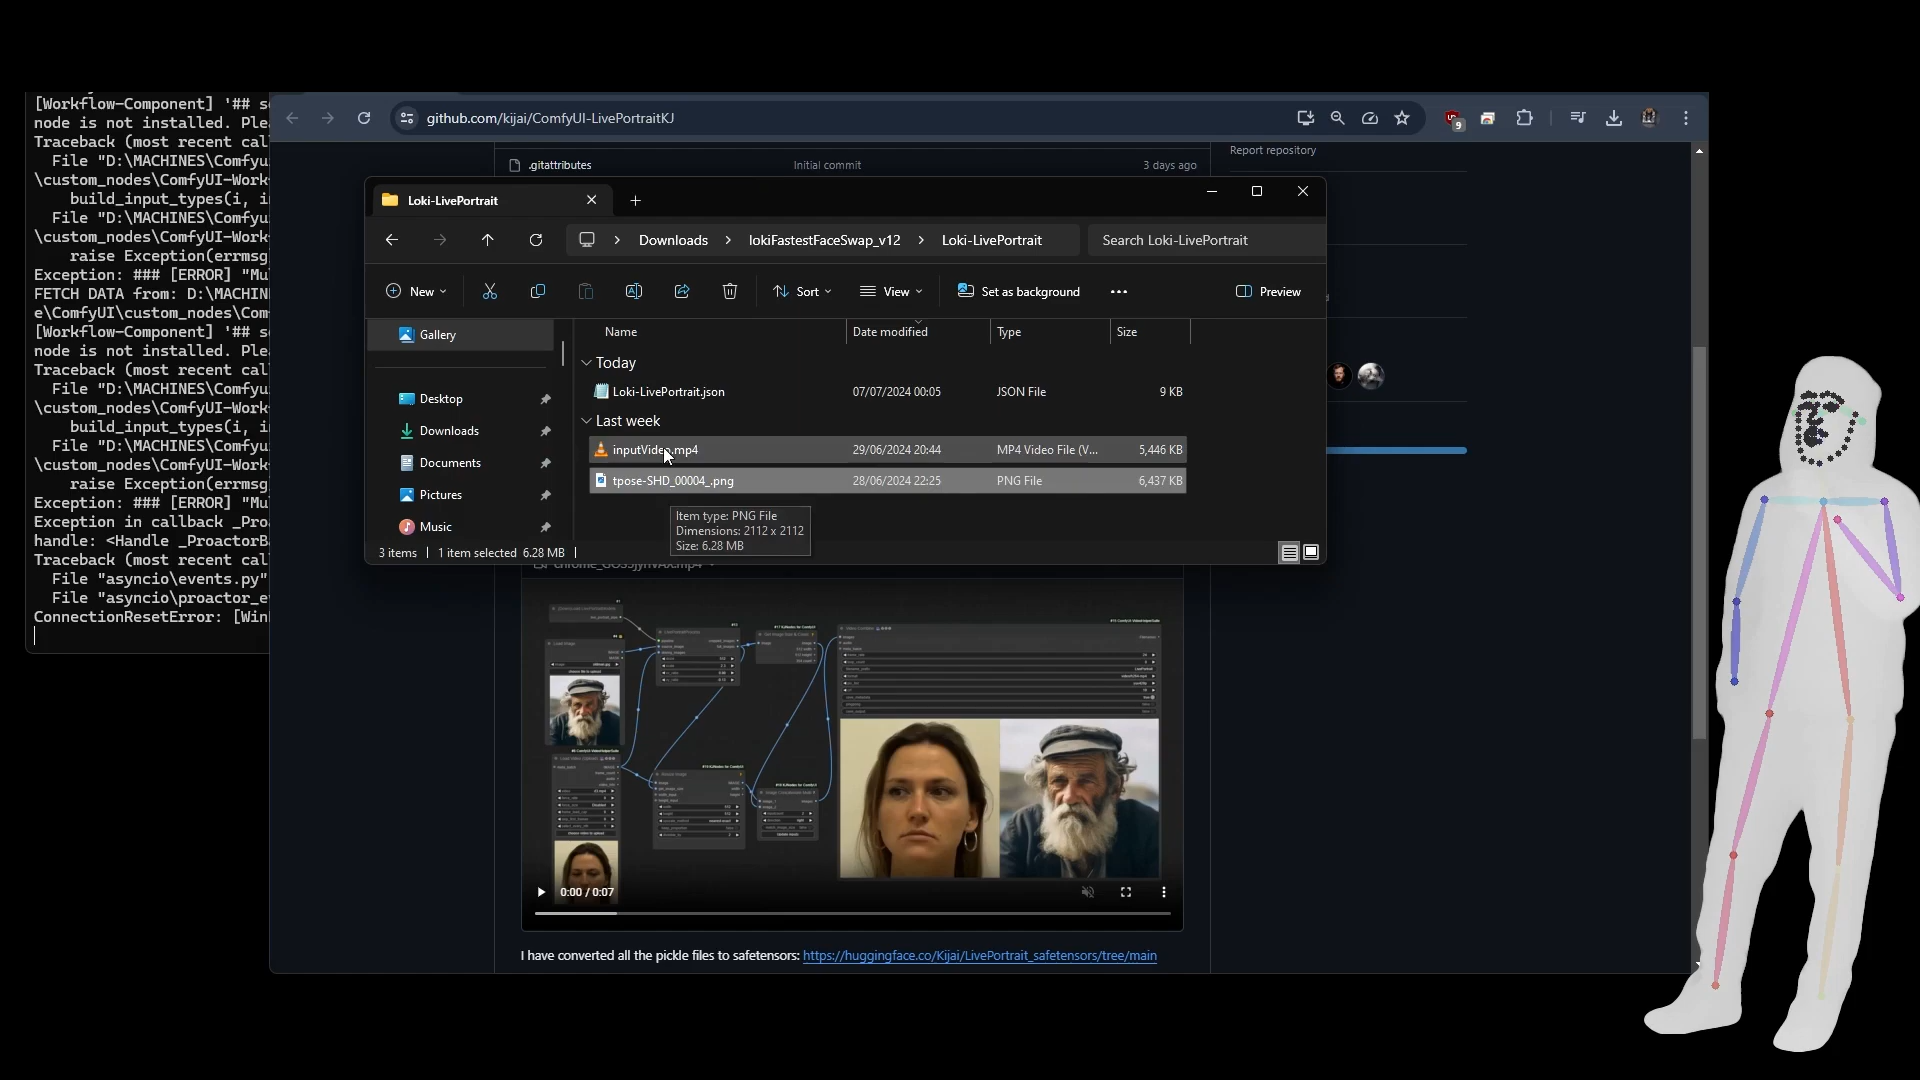 [Workflow-Component] '## s
node is not installed. Plea
Traceback (most recent cal
File "D:\MACHINES\Comfyu
\custom_nodes\ComfyUI-Work
build_input_types(i, i
File "D:\MACHINES\Comfyu
\custom_nodes\ComfyUI-Work
raise Exception(errmsg
Exception: ### [ERROR] "Mu
FETCH DATA from: D:\MACHIN
e\ComfyUI\custom_nodes\Com
[Workflow-Component] '## s
node is not installed. Plea
Traceback (most recent cal
File "D:\MACHINES\Comfyu
\custom_nodes\ComfyUI-Work
build_input_types(i, i
File "D:\MACHINES\Comfyu
\custom_nodes\ComfyUI-Work
raise Exception(errmsg
Exception: ### [ERROR] "Mu
Exception in callback _Proa
handle: <Handle _ProactorBa
Traceback (most recent cal
File "asyncio\events.py"
File "asyncio\proactor_e
ConnectionResetError: [Win
github.com/kijai/ComfyUI-LivePortraitKJ
9
.gitattributes Initial commit 3 days ago
Report repository
Loki-LivePortrait
Downloads > lokiFastestFaceSwap_v12 > Loki-LivePortrait
Search Loki-LivePortrait
New Sort View Set as background Preview
Gallery
Desktop
Downloads
Documents
Pictures
Music
Name Date modified Type Size
Today
Loki-LivePortrait.json 07/07/2024 00:05 JSON File 9 KB
Last week
inputVideo.mp4 29/06/2024 20:44 MP4 Video File (V... 5,446 KB
tpose-SHD_00004_.png 28/06/2024 22:25 PNG File 6,437 KB
Item type: PNG File
Dimensions: 2112 x 2112
Size: 6.28 MB
3 items 1 item selected 6.28 MB
0:00 / 0:07
I have converted all the pickle files to safetensors: https://huggingface.co/Kijai/LivePortrait_safetensors/tree/main